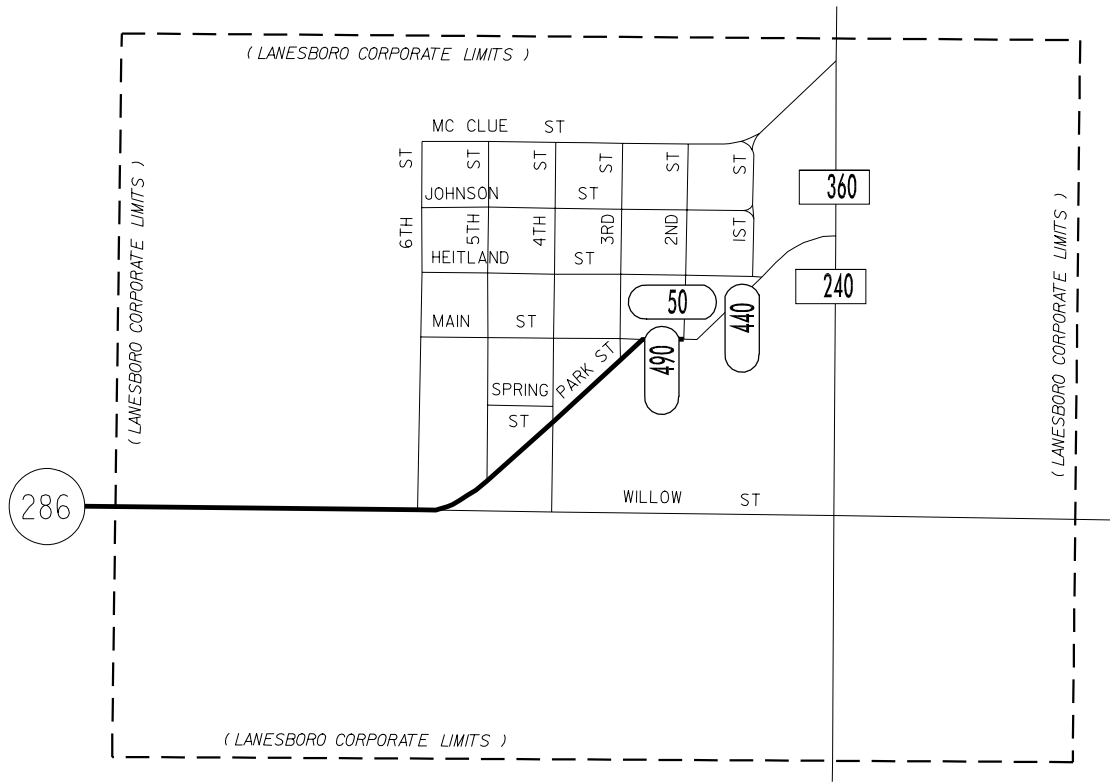 ( LANESBORO CORPORATE LIMITS )
MC CLUE ST
6TH ST
5TH ST
4TH ST
3RD ST
2ND ST
1ST ST
JOHNSON ST
360
HEITLAND ST
240
50
440
MAIN ST
490
PARK ST
SPRING ST
( LANESBORO CORPORATE LIMITS )
( LANESBORO CORPORATE LIMITS )
286
WILLOW ST
( LANESBORO CORPORATE LIMITS )